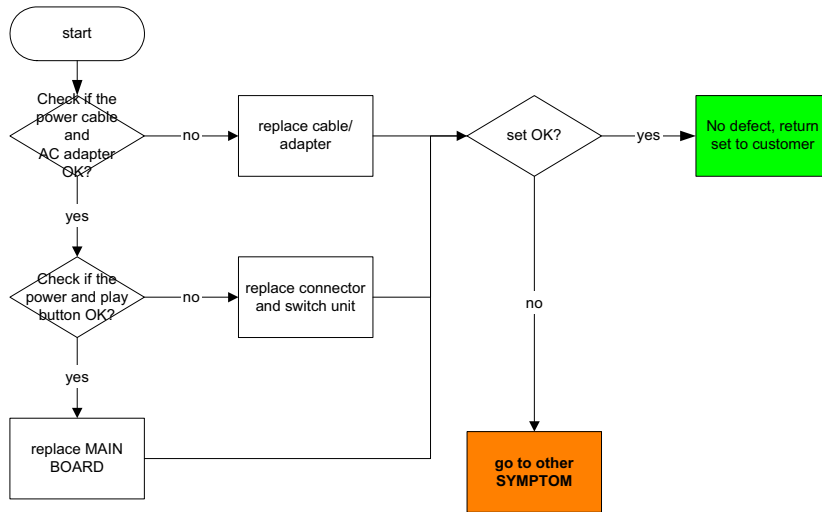 start
Check if the
power cable
and
AC adapter
OK?
no
replace cable/
adapter
set OK?
yes
No defect, return
set to customer
yes
Check if the
power and play
button OK?
no
replace connector
and switch unit
no
yes
replace MAIN
BOARD
go to other
SYMPTOM